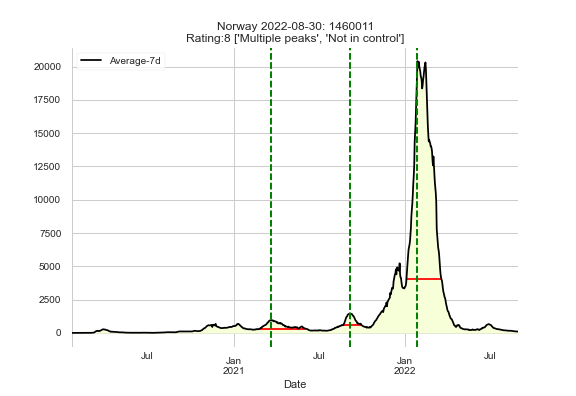 Norway 2022-08-30: 1460011
Rating:8 ['Multiple peaks', 'Not in control']
Average-7d
20000
17500
15000
12500
10000
7500
5000
2500
0
Jul
Jan
2021
Jul
Jan
2022
Jul
Date